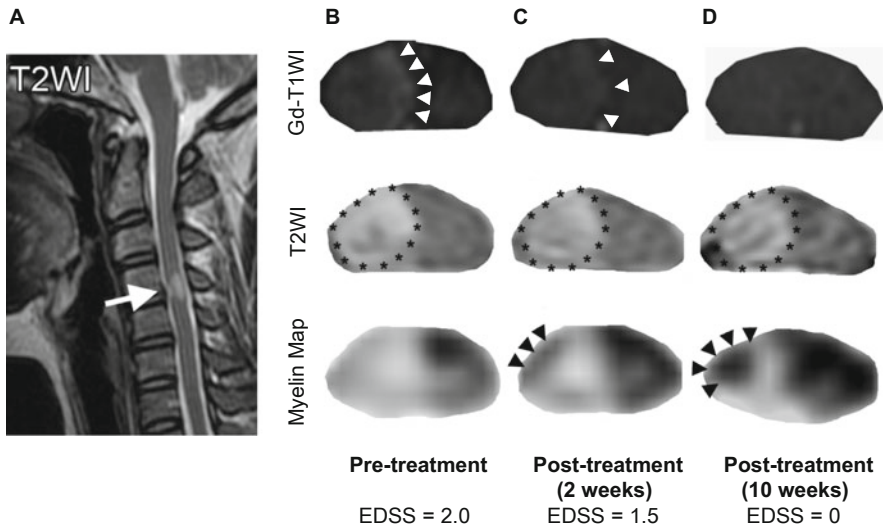 A
B
C
D
T2WI
Gd-T1WI
T2WI
Myelin Map
Pre-treatment
EDSS = 2.0
Post-treatment
(2 weeks)
EDSS = 1.5
Post-treatment
(10 weeks)
EDSS = 0